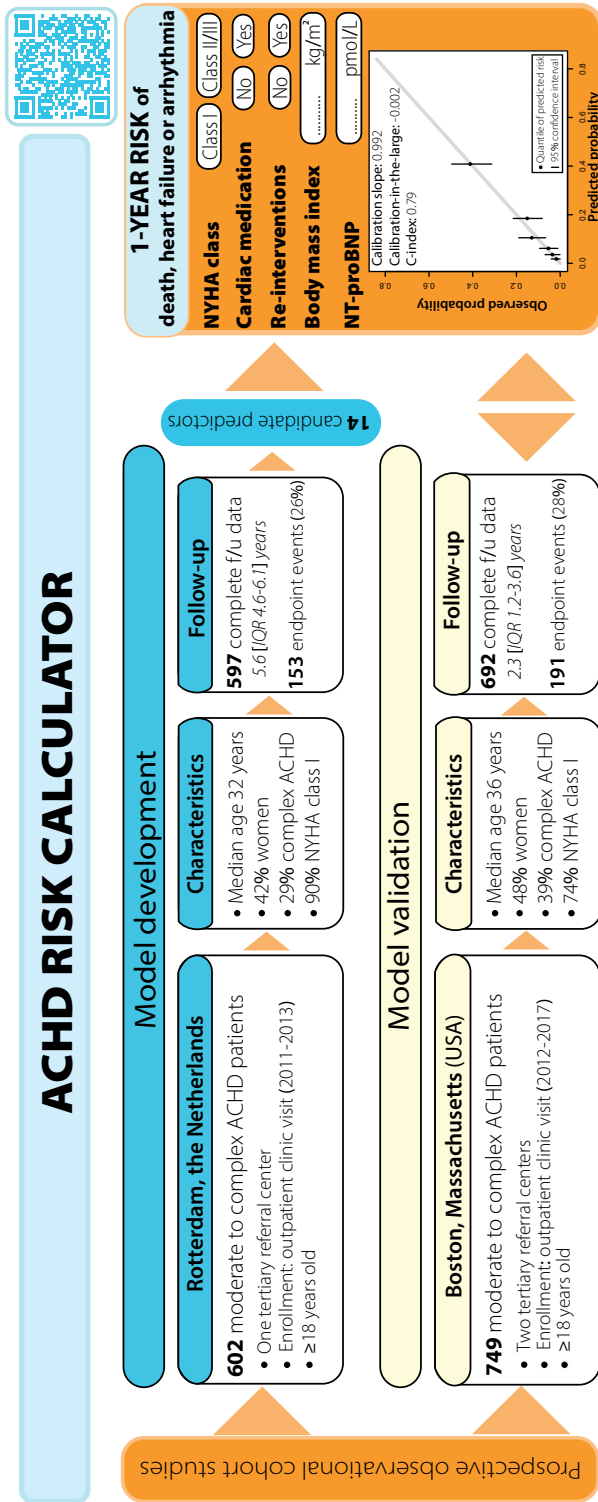 ACHD RISK CALCULATOR
Prospective observational cohort studies
Model development
Rotterdam, the Netherlands
602 moderate to complex ACHD patients
• One tertiary referral center
• Enrollment: outpatient clinic visit (2011-2013)
• ≥18 years old
Characteristics
• Median age 32 years
• 42% women
• 29% complex ACHD
• 90% NYHA class I
Follow-up
597 complete f/u data
5.6 [IQR 4.6-6.1] years
153 endpoint events (26%)
14 candidate predictors
Model validation
Boston, Massachusetts (USA)
749 moderate to complex ACHD patients
• Two tertiary referral centers
• Enrollment: outpatient clinic visit (2012-2017)
• ≥18 years old
Characteristics
• Median age 36 years
• 48% women
• 39% complex ACHD
• 74% NYHA class I
Follow-up
692 complete f/u data
2.3 [IQR 1.2-3.6] years
191 endpoint events (28%)
1-YEAR RISK of
death, heart failure or arrhythmia
NYHA class Class I Class II/III
Cardiac medication No Yes
Re-interventions No Yes
Body mass index .......... kg/m²
NT-proBNP .......... pmol/L
Calibration slope: 0.992
Calibration-in-the-large: -0.002
C-index: 0.79
Observed probability
0.8
0.6
0.4
0.2
0.0
• Quantile of predicted risk
I 95% confidence interval
0.0 0.2 0.4 0.6 0.8
Predicted probability